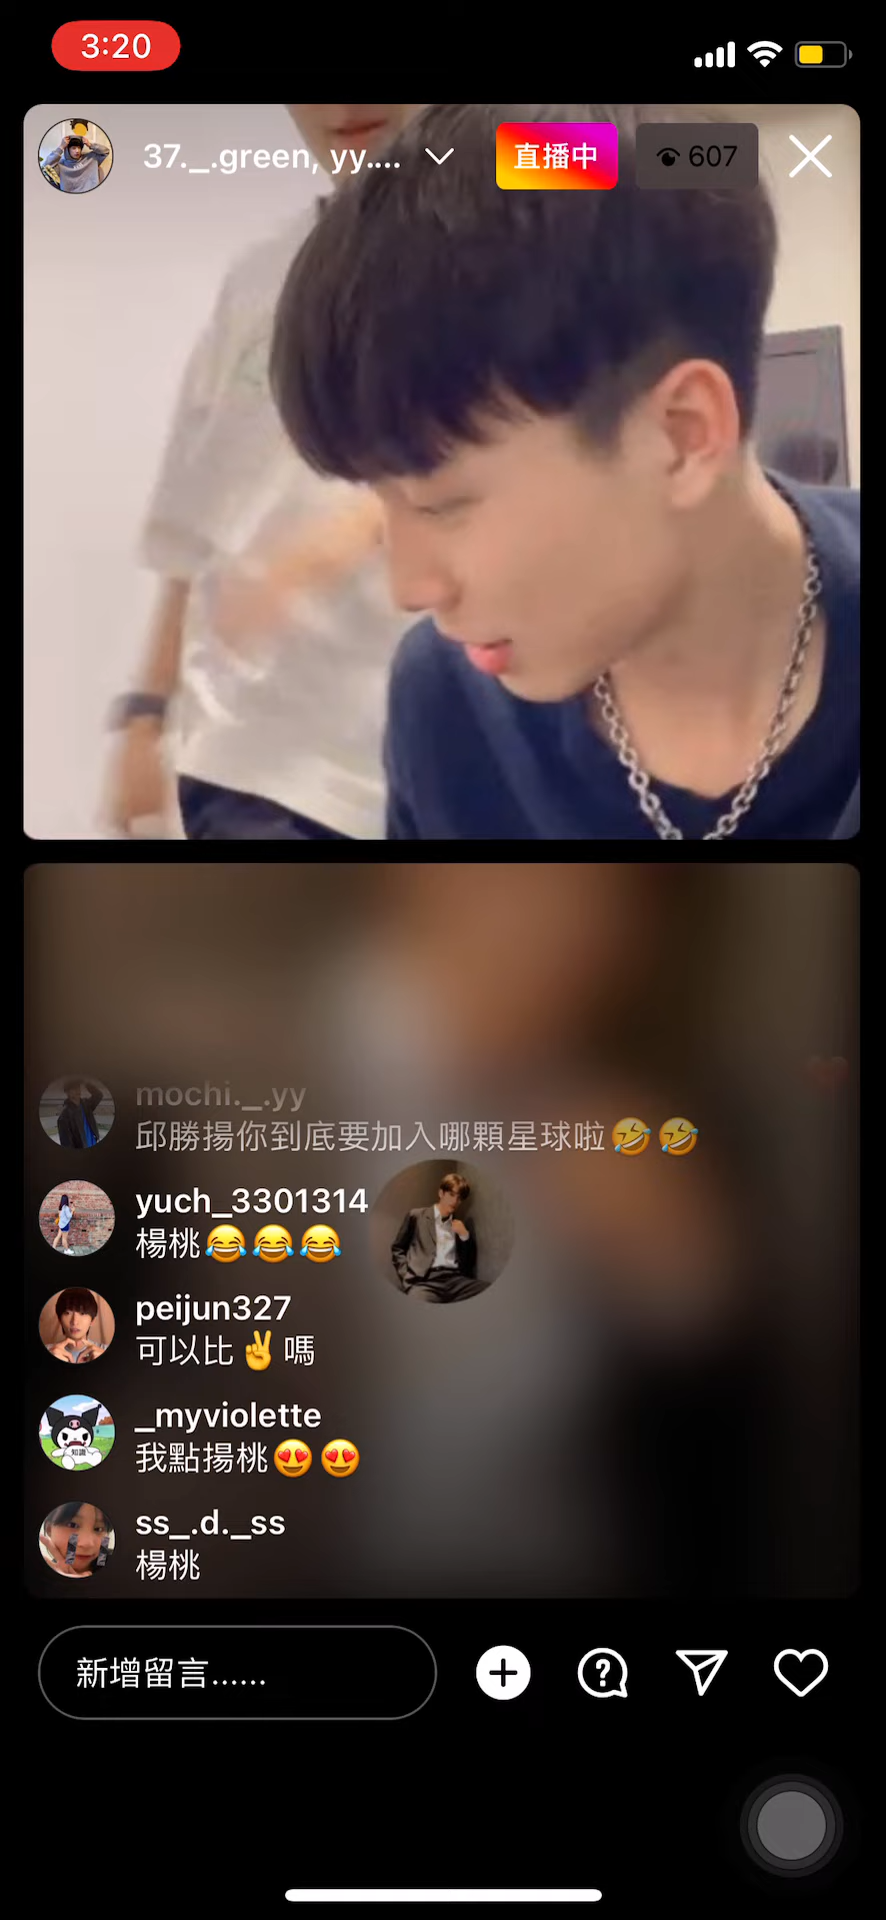 3:20
37._.green, yy....
直播中
607
mochi._.yy
邱勝揚你到底要加入哪顆星球啦🤣🤣
yuch_3301314
楊桃😂😂😂
peijun327
可以比✌️嗎
_myviolette
我點揚桃😍😍
知識
ss_.d._ss
楊桃
新增留言......